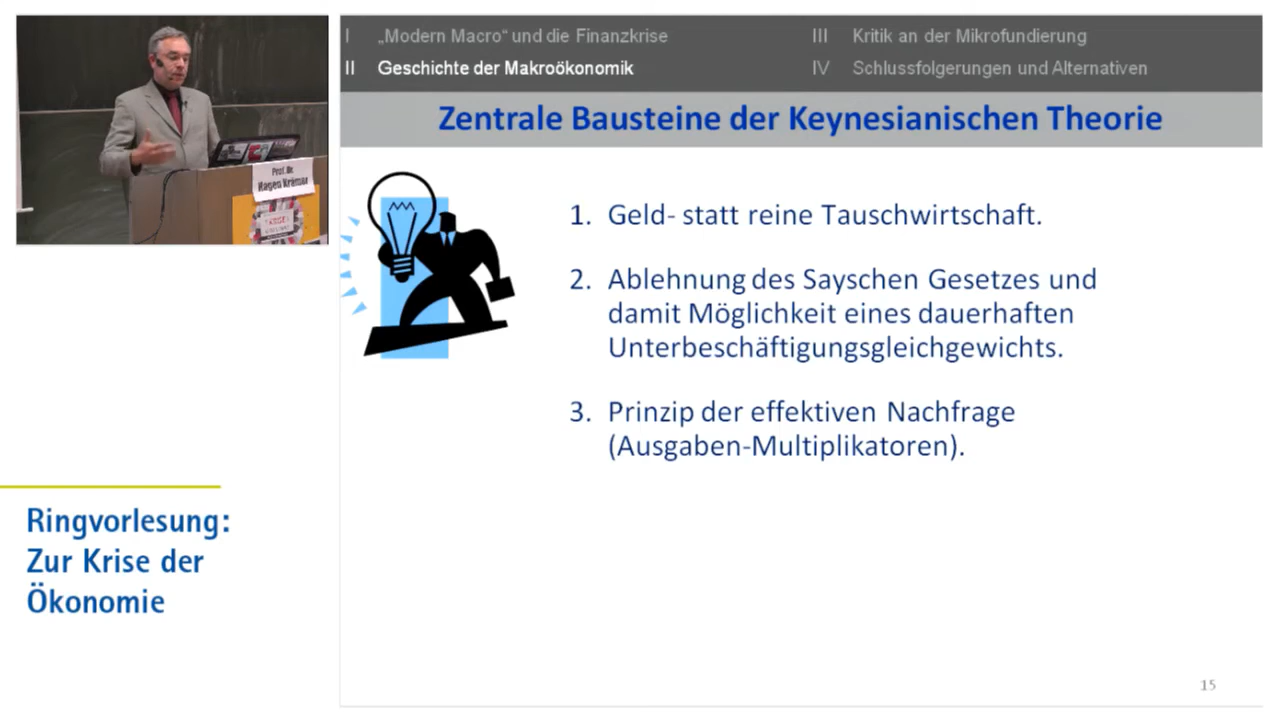 I „Modern Macro“ und die Finanzkrise
II Geschichte der Makroökonomik
III Kritik an der Mikrofundierung
IV Schlussfolgerungen und Alternativen
Zentrale Bausteine der Keynesianischen Theorie
1. Geld- statt reine Tauschwirtschaft.
2. Ablehnung des Sayschen Gesetzes und
damit Möglichkeit eines dauerhaften
Unterbeschäftigungsgleichgewichts.
3. Prinzip der effektiven Nachfrage
(Ausgaben-Multiplikatoren).
15
Prof. Dr.
Hagen Krämer
Ringvorlesung:
Zur Krise der
Ökonomie